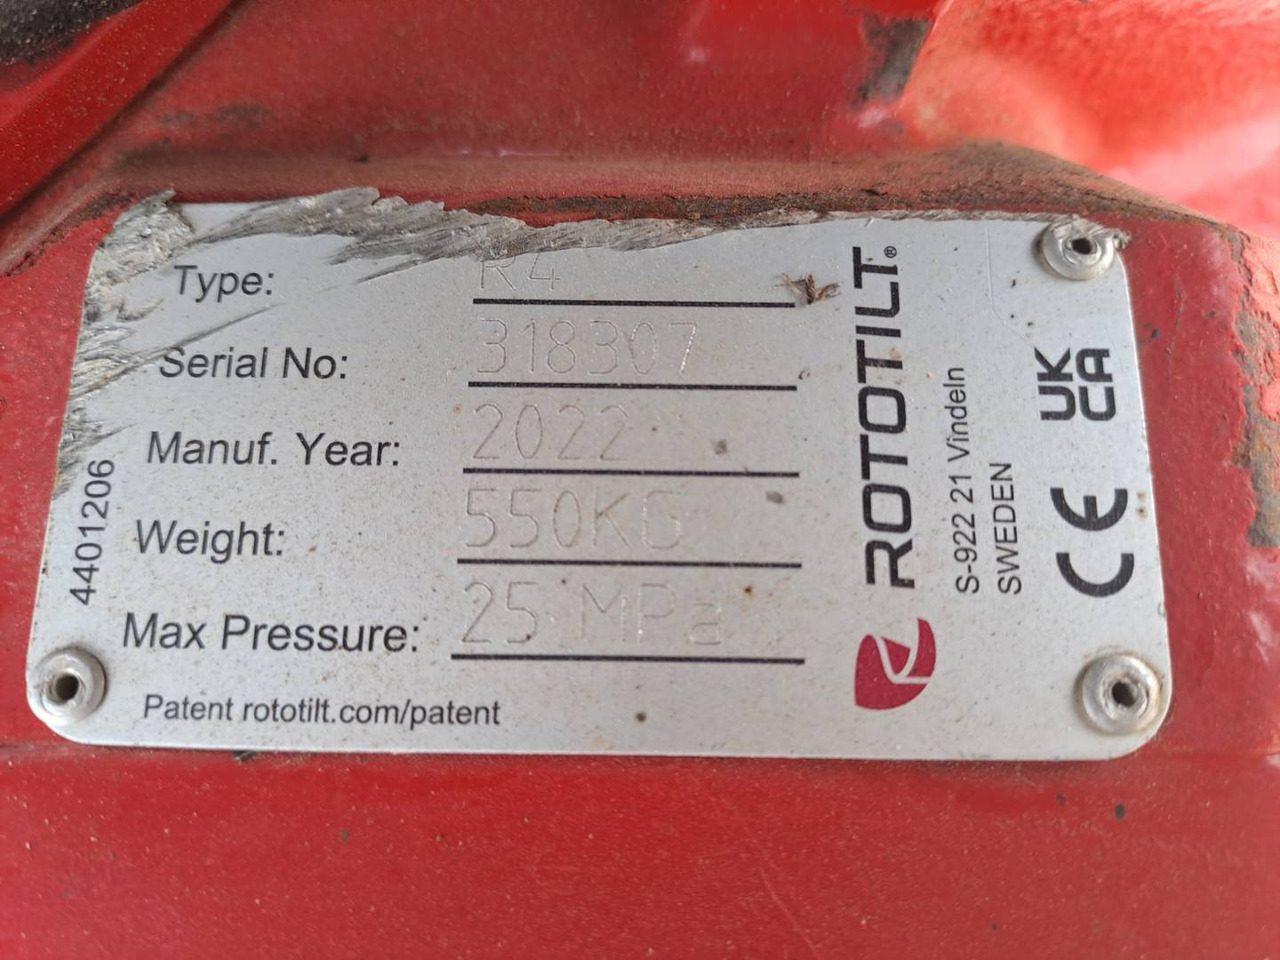 Type: R4
Serial No: 318307
Manuf. Year: 2022
Weight: 550KG
Max Pressure: 25 MPa
Patent rototilt.com/patent
4401206
ROTOTILT®
S-922 21 Vindeln
SWEDEN
UK
CA
CE